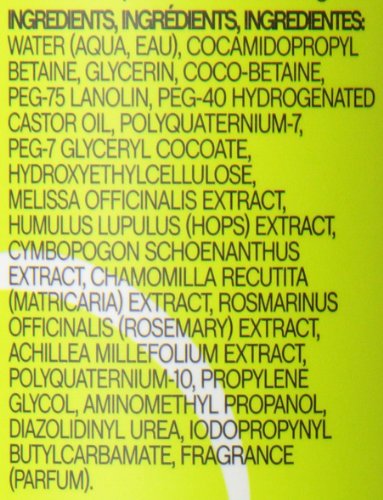 INGREDIENTS, INGRÉDIENTS, INGREDIENTES:
WATER (AQUA, EAU), COCAMIDOPROPYL
BETAINE, GLYCERIN, COCO-BETAINE,
PEG-75 LANOLIN, PEG-40 HYDROGENATED
CASTOR OIL, POLYQUATERNIUM-7,
PEG-7 GLYCERYL COCOATE,
HYDROXYETHYLCELLULOSE,
MELISSA OFFICINALIS EXTRACT,
HUMULUS LUPULUS (HOPS) EXTRACT,
CYMBOPOGON SCHOENANTHUS
EXTRACT, CHAMOMILLA RECUTITA
(MATRICARIA) EXTRACT, ROSMARINUS
OFFICINALIS (ROSEMARY) EXTRACT,
ACHILLEA MILLEFOLIUM EXTRACT,
POLYQUATERNIUM-10, PROPYLENE
GLYCOL, AMINOMETHYL PROPANOL,
DIAZOLIDINYL UREA, IODOPROPYNYL
BUTYLCARBAMATE, FRAGRANCE
(PARFUM).